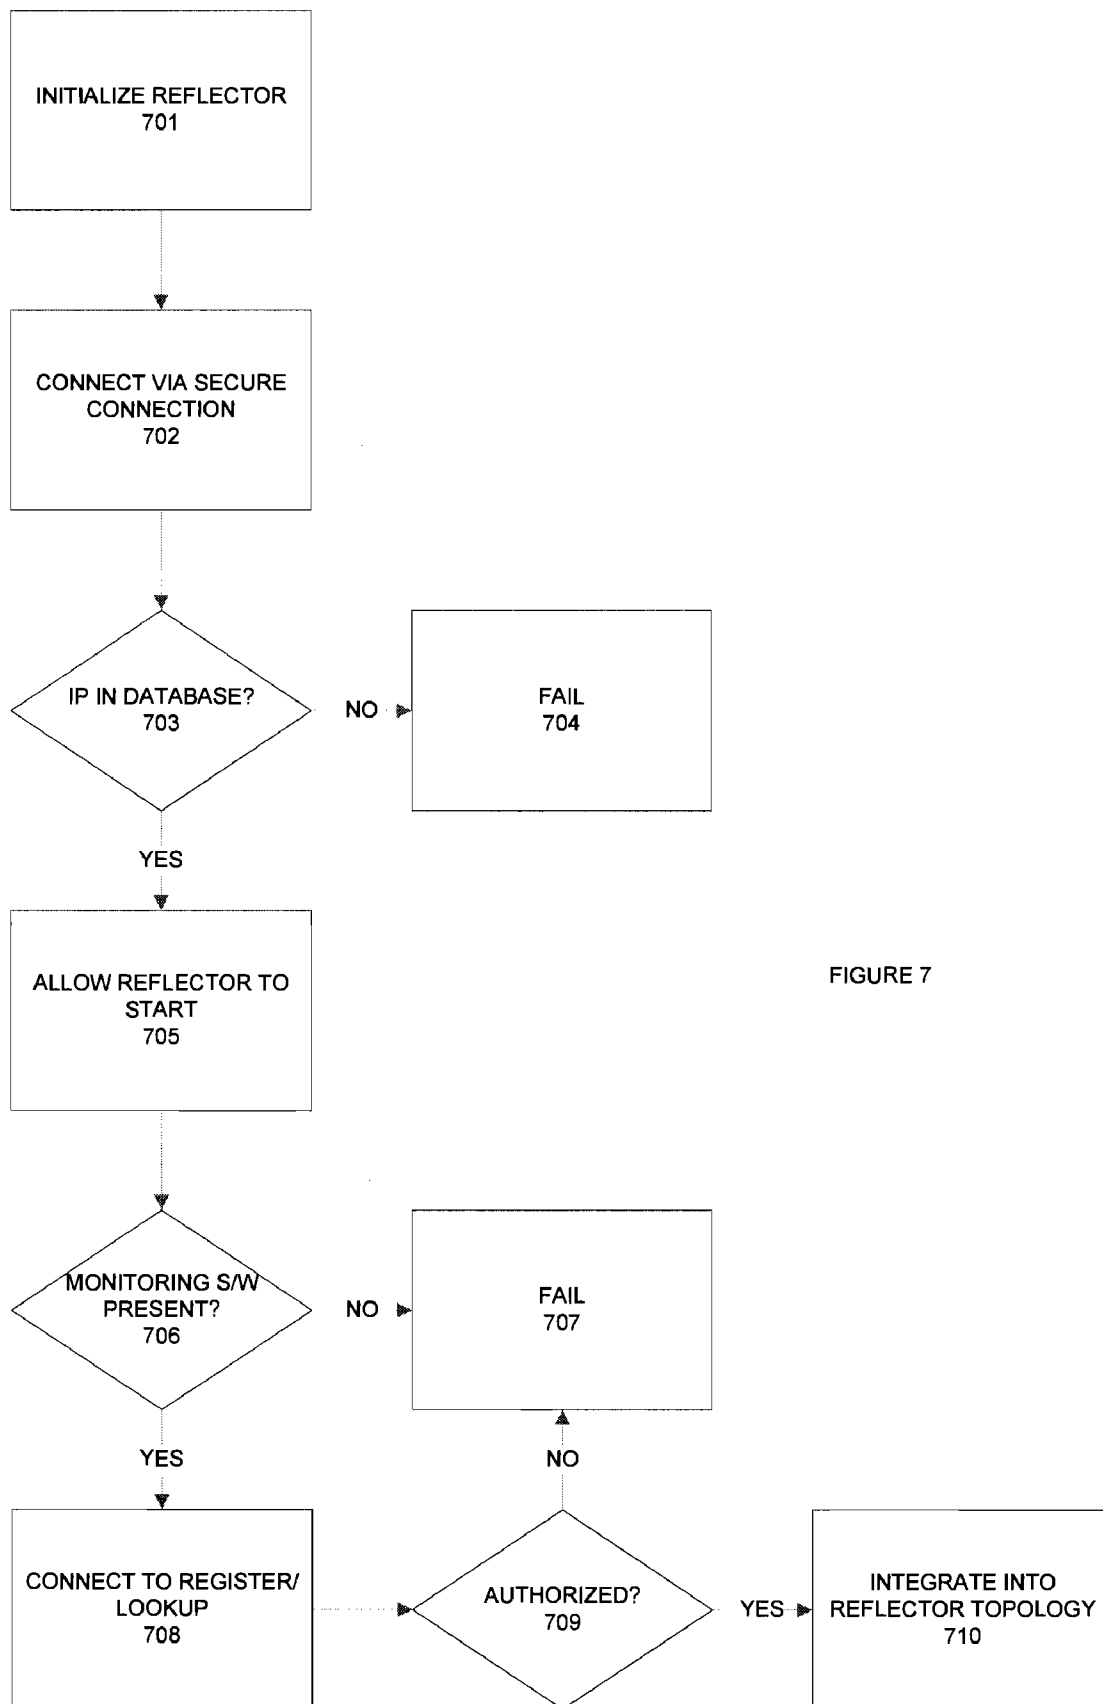 INITIALIZE REFLECTOR
701
CONNECT VIA SECURE
CONNECTION
702
IP IN DATABASE?
703
NO
FAIL
704
YES
ALLOW REFLECTOR TO
START
705
FIGURE 7
MONITORING S/W
PRESENT?
706
NO
FAIL
707
YES
NO
CONNECT TO REGISTER/
LOOKUP
708
AUTHORIZED?
709
YES
INTEGRATE INTO
REFLECTOR TOPOLOGY
710